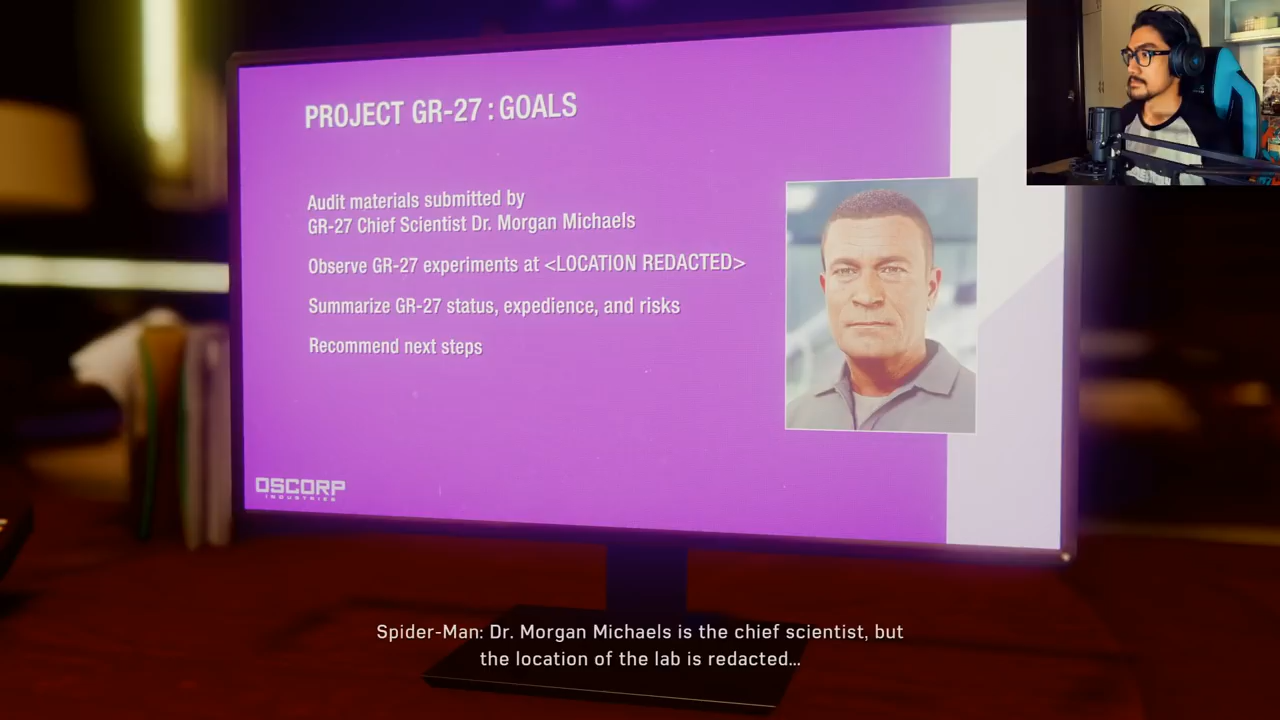 PROJECT GR-27 : GOALS
Audit materials submitted by
GR-27 Chief Scientist Dr. Morgan Michaels
Observe GR-27 experiments at <LOCATION REDACTED>
Summarize GR-27 status, expedience, and risks
Recommend next steps
OSCORP
INDUSTRIES
Spider-Man: Dr. Morgan Michaels is the chief scientist, but
the location of the lab is redacted...